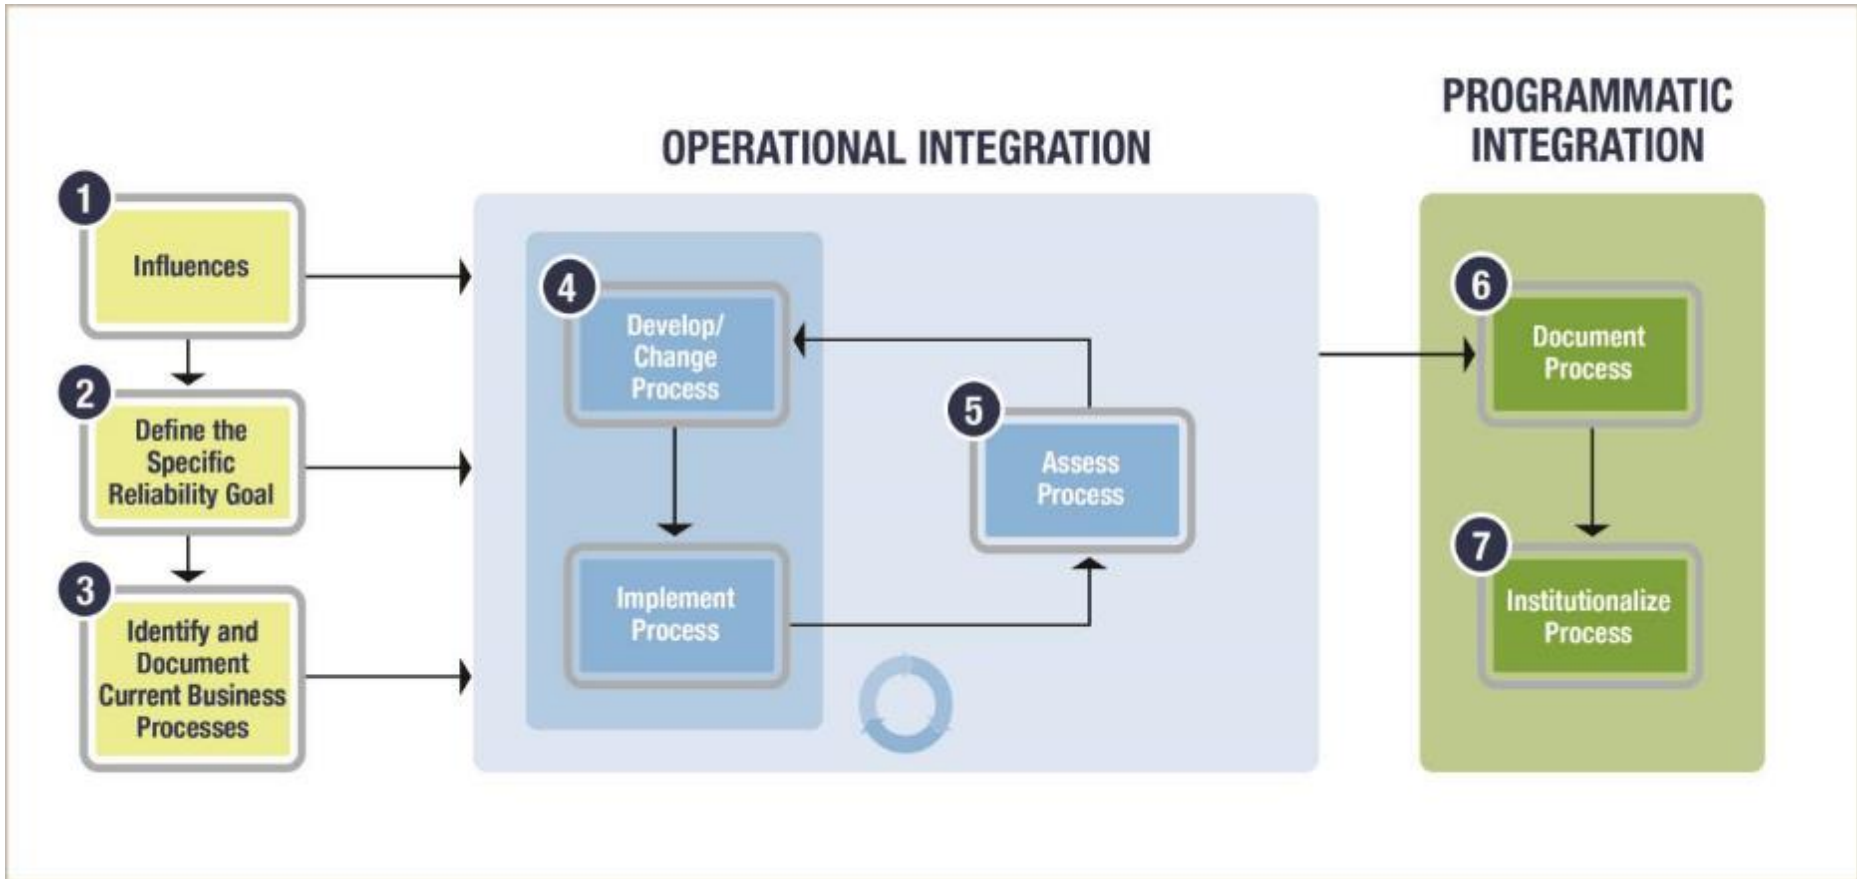 OPERATIONAL INTEGRATION
PROGRAMMATIC
INTEGRATION
1
Influences
2
Define the
Specific
Reliability Goal
3
Identify and
Document
Current Business
Processes
4
Develop/
Change
Process
Implement
Process
5
Assess
Process
6
Document
Process
7
Institutionalize
Process